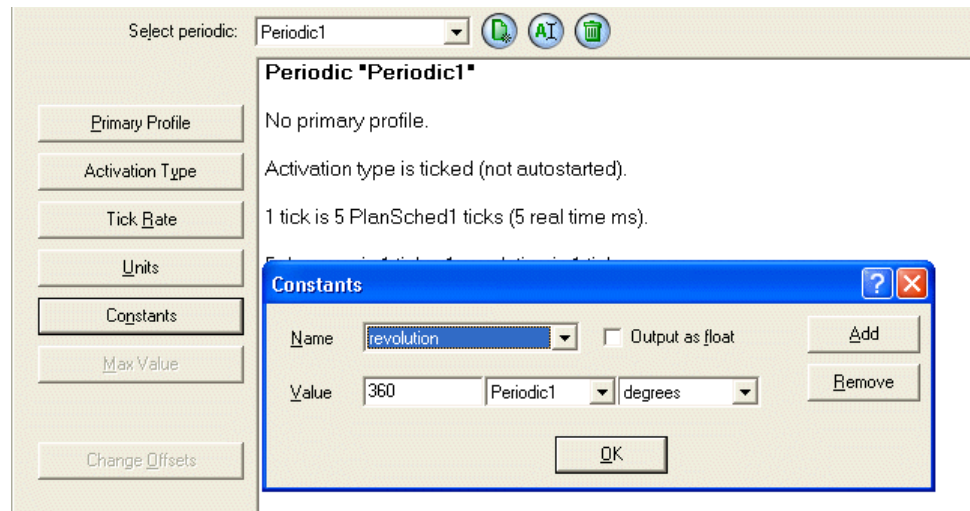 Select periodic: Periodic1
Periodic "Periodic1"
Primary Profile
No primary profile.
Activation Type
Activation type is ticked (not autostarted).
Tick Rate
1 tick is 5 PlanSched1 ticks (5 real time ms).
Units
Constants
Constants
Name revolution Output as float Add
Max Value
Value 360 Periodic1 degrees Remove
OK
Change Offsets